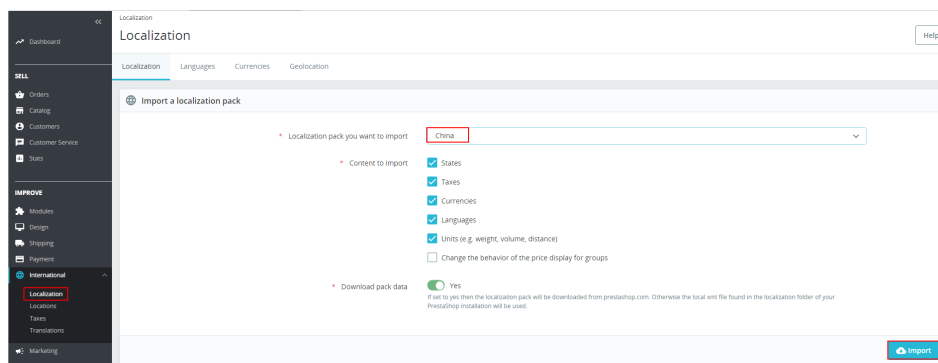 Dashboard
SELL
Orders
Catalog
Customers
Customer Service
Stats
IMPROVE
Modules
Design
Shipping
Payment
International
Localization
Locations
Taxes
Translations
Marketing
Localization
Localization
Help
Localization Languages Currencies Geolocation
Import a localization pack
* Localization pack you want to import China
* Content to import
States
Taxes
Currencies
Languages
Units (e.g. weight, volume, distance)
Change the behavior of the price display for groups
* Download pack data Yes
If set to yes then the localization pack will be downloaded from prestashop.com. Otherwise the local xml file found in the localization folder of your
PrestaShop installation will be used.
Import